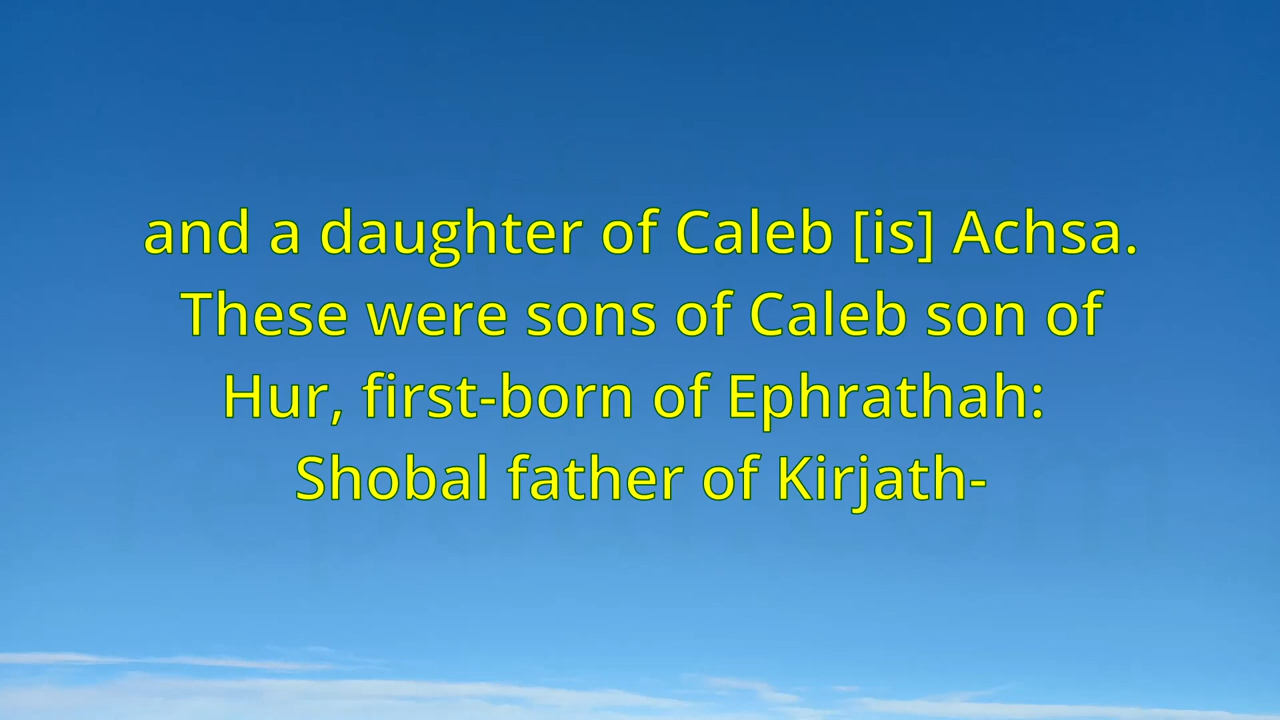 and a daughter of Caleb [is] Achsa.
These were sons of Caleb son of
Hur, first-born of Ephrathah:
Shobal father of Kirjath-